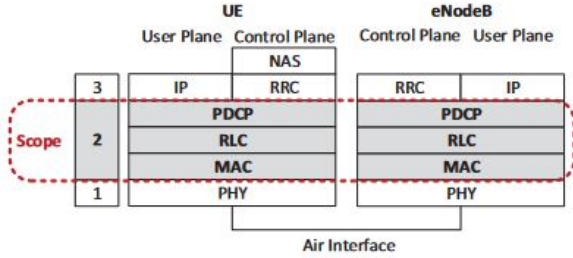 UE eNodeB
User Plane Control Plane Control Plane User Plane
NAS
3 IP RRC RRC IP
PDCP PDCP
Scope 2 RLC RLC
MAC MAC
1 PHY PHY
Air Interface